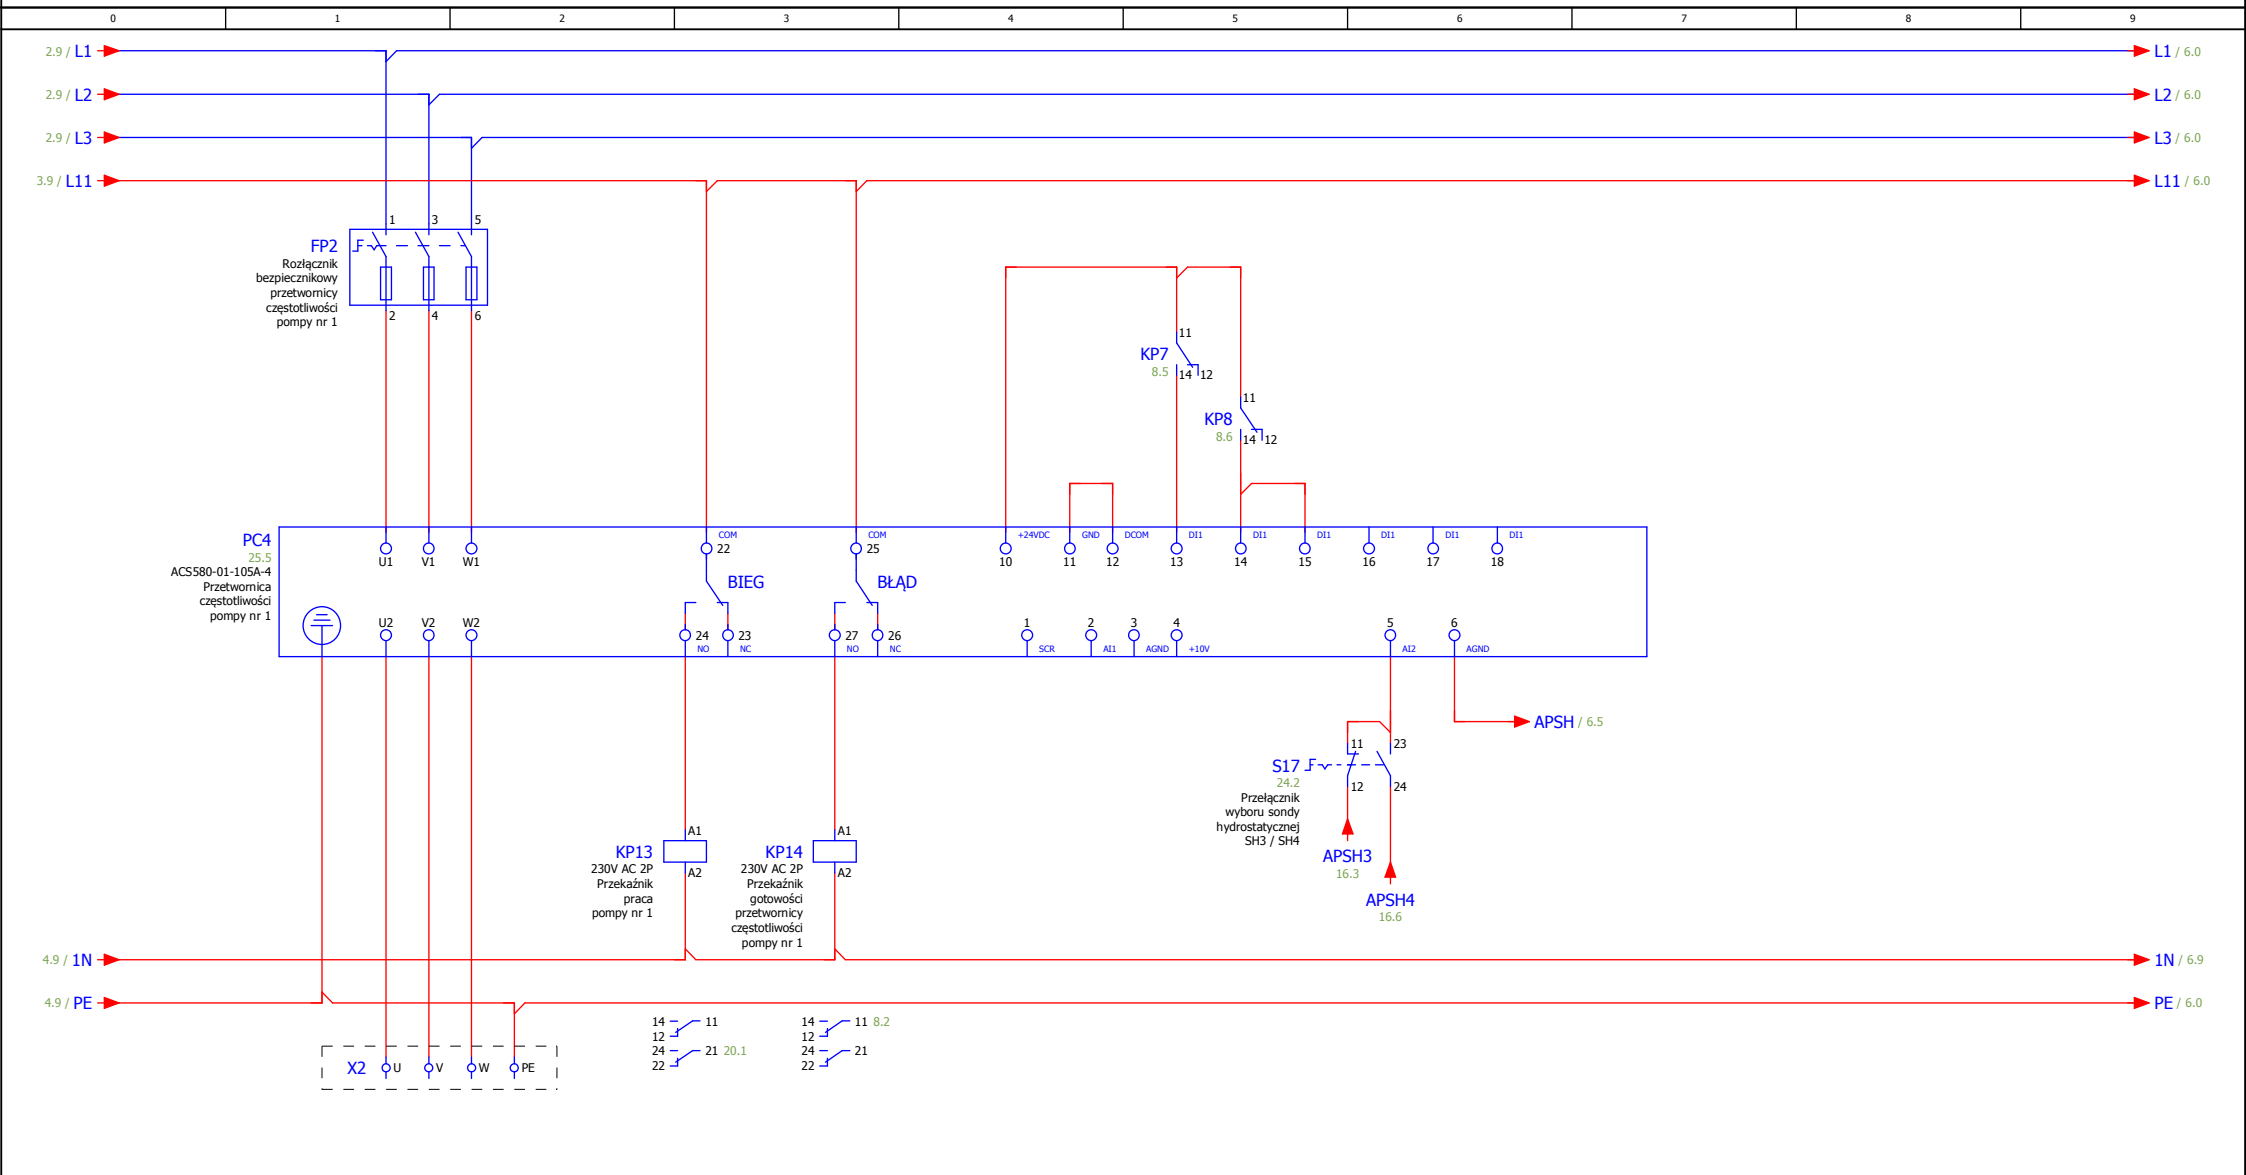 0 1 2 3 4 5 6 7 8 9
2.9 / L1
L1 / 6.0
2.9 / L2
L2 / 6.0
2.9 / L3
L3 / 6.0
3.9 / L11
L11 / 6.0
1 3 5
FP2
Rozłącznik
bezpiecznikowy
przetwornicy
częstotliwości
pompy nr 1
2 4 6
11
KP7
8.5
14 12
11
KP8
8.6
14 12
PC4
25.5
ACS580-01-105A-4
Przetwornica
częstotliwości
pompy nr 1
U1 V1 W1
COM
22
BIEG
COM
25
BŁĄD
+24VDC GND DCOM DI1 DI1 DI1 DI1 DI1 DI1
10 11 12 13 14 15 16 17 18
U2 V2 W2
24 23
NO NC
27 26
NO NC
1 2 3 4 5 6
SCR AI1 AGND +10V AI2 AGND
APSH / 6.5
11 23
S17
24.2
12 24
Przełącznik
wyboru sondy
hydrostatycznej
SH3 / SH4
APSH3
16.3
APSH4
16.6
A1
KP13
A2
230V AC 2P
Przekaźnik
praca
pompy nr 1
A1
KP14
A2
230V AC 2P
Przekaźnik
gotowości
przetwornicy
częstotliwości
pompy nr 1
4.9 / 1N
1N / 6.9
4.9 / PE
PE / 6.0
14 11
12
24 21 20.1
22
14 11 8.2
12
24 21
22
X2 U V W PE